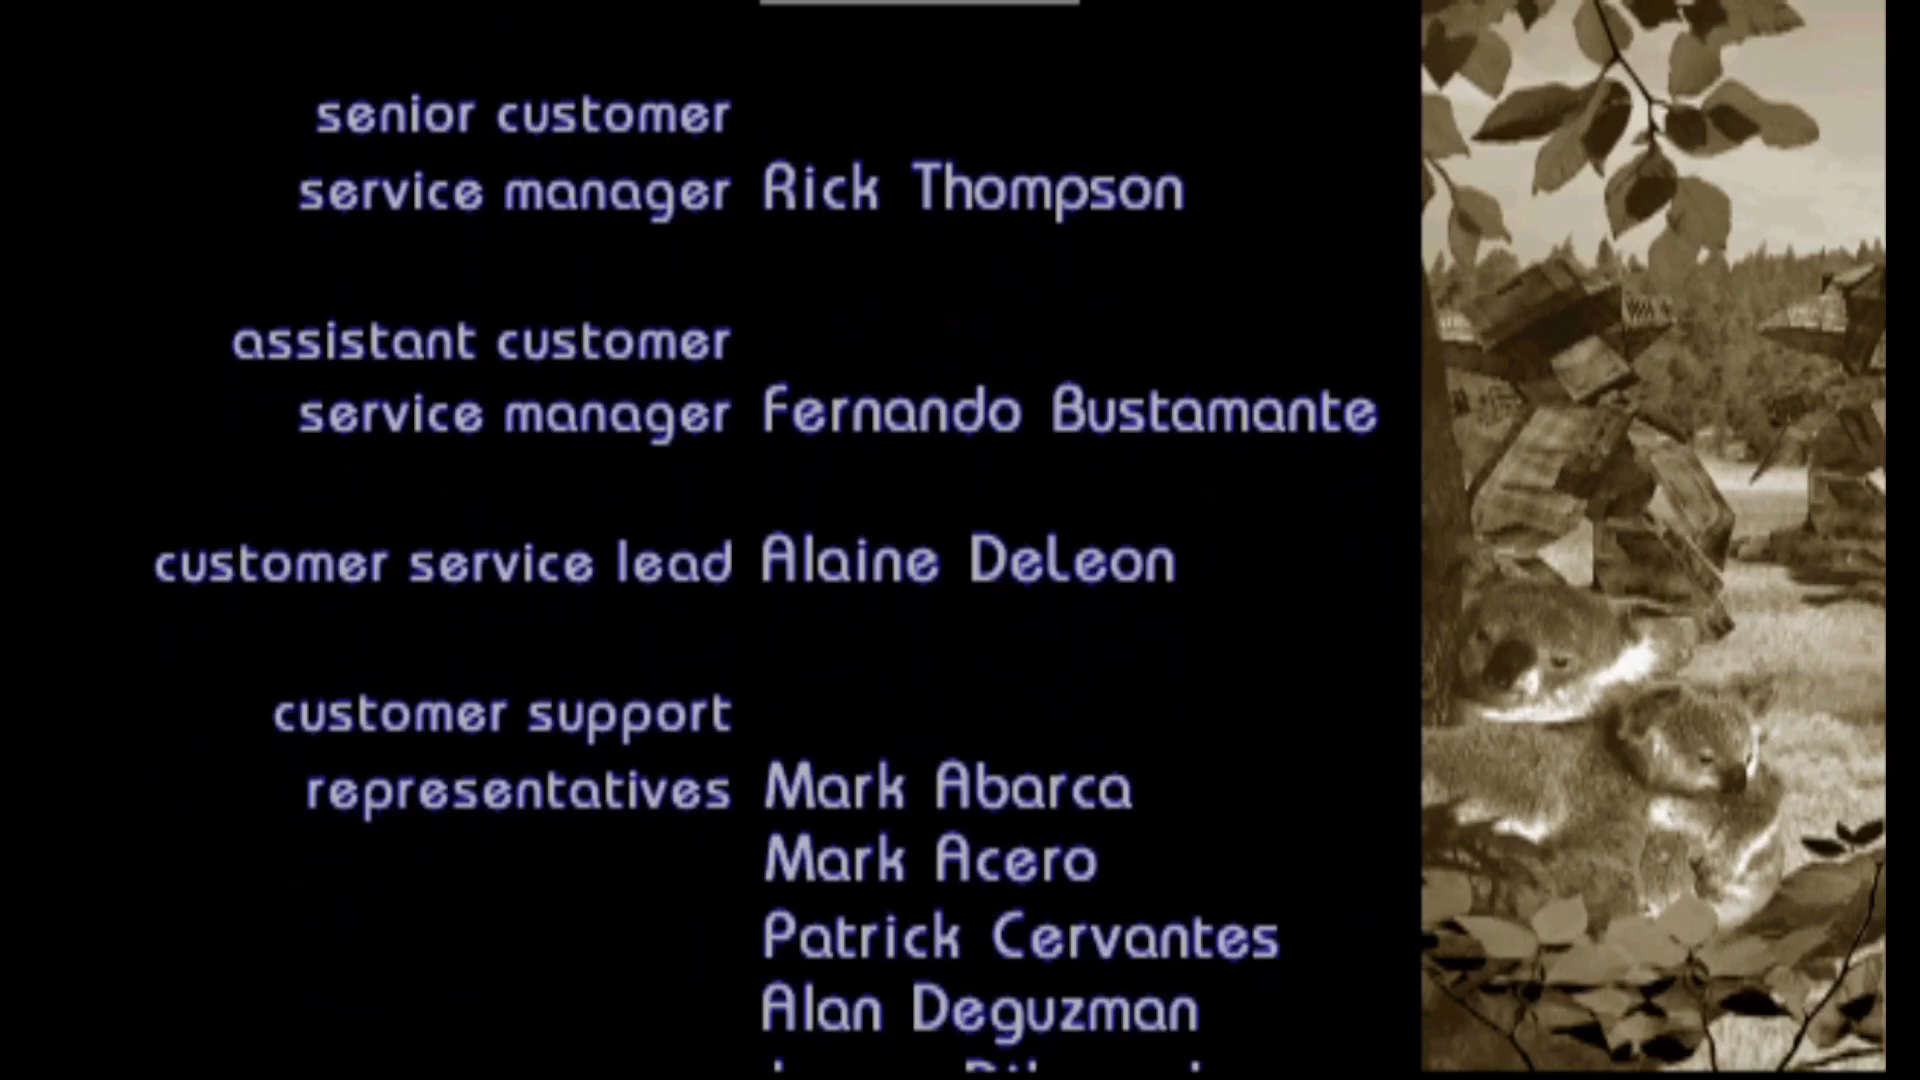 senior customer
service manager Rick Thompson
assistant customer
service manager Fernando Bustamante
customer service lead Alaine DeLeon
customer support
representatives Mark Abarca
Mark Acero
Patrick Cervantes
Alan Deguzman